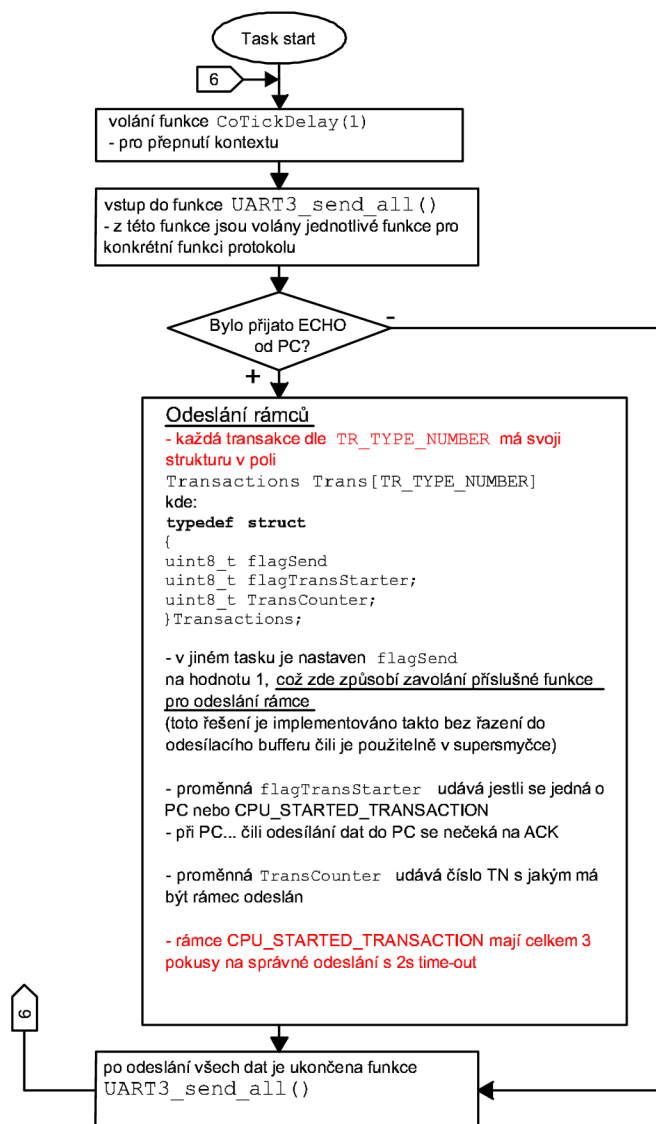 Task start
6
volání funkce CoTickDelay(1)
- pro přepnutí kontextu
vstup do funkce UART3_send_all()
- z této funkce jsou volány jednotlivé funkce pro
konkrétní funkci protokolu
Bylo přijato ECHO
od PC?
-
+
Odeslání rámců
- každá transakce dle TR_TYPE_NUMBER má svoji
strukturu v poli
Transactions Trans[TR_TYPE_NUMBER]
kde:
typedef struct
{
uint8_t flagSend
uint8_t flagTransStarter;
uint8_t TransCounter;
}Transactions;
- v jiném tasku je nastaven flagSend
na hodnotu 1, což zde způsobí zavolání příslušné funkce
pro odeslání rámce
(toto řešení je implementováno takto bez řazení do
odesílacího bufferu čili je použitelně v supersmyčce)
- proměnná flagTransStarter udává jestli se jedná o
PC nebo CPU_STARTED_TRANSACTION
- při PC... čili odesílání dat do PC se nečeká na ACK
- proměnná TransCounter udává číslo TN s jakým má
být rámec odeslán
- rámce CPU_STARTED_TRANSACTION mají celkem 3
pokusy na správné odeslání s 2s time-out
6
po odeslání všech dat je ukončena funkce
UART3_send_all()